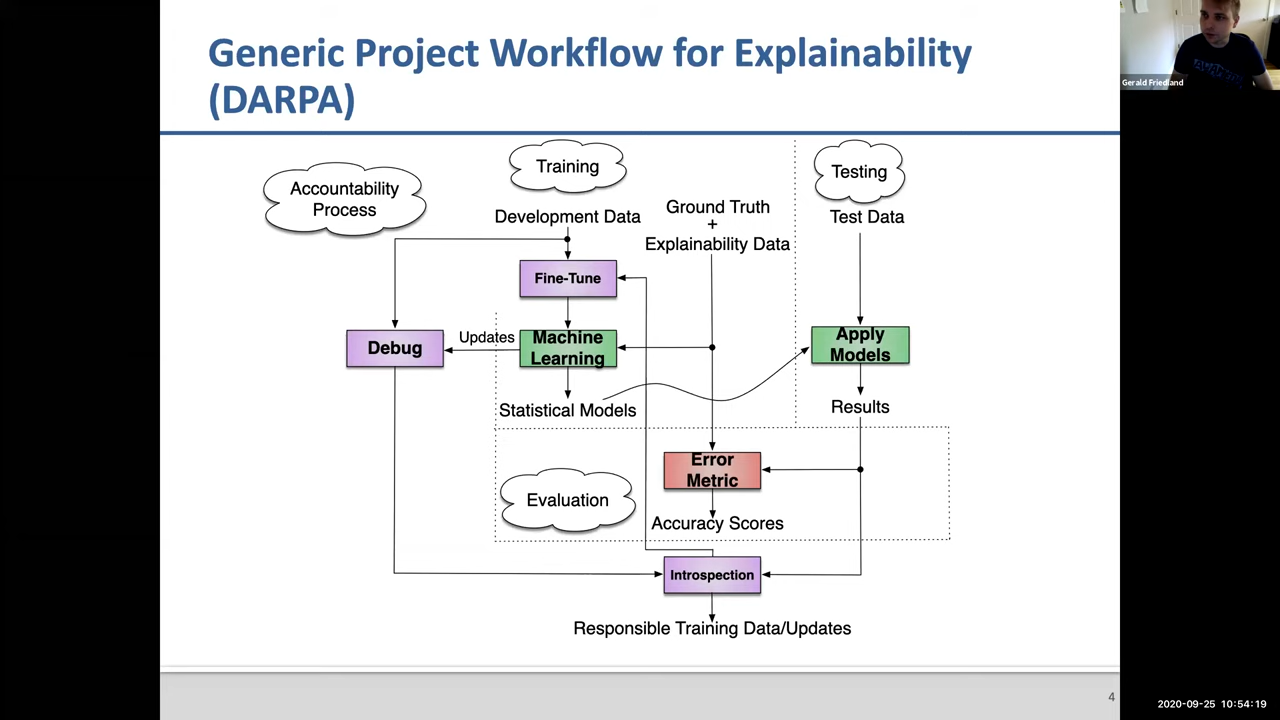 Generic Project Workflow for Explainability
(DARPA)
Gerald Friedland
Accountability
Process
Training
Testing
Development Data
Ground Truth
+
Explainability Data
Test Data
Fine-Tune
Debug
Updates
Machine
Learning
Apply
Models
Statistical Models
Results
Error
Metric
Evaluation
Accuracy Scores
Introspection
Responsible Training Data/Updates
4
2020-09-25 10:54:19